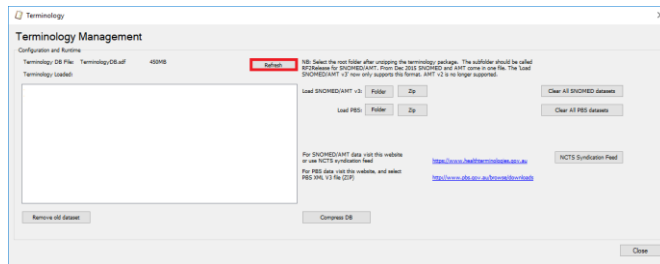 Terminology
Terminology Management
Configuration and Runtime
Terminology DB File: TerminologyDB.sdf 450MB
Refresh
Terminology Loaded:
NB: Select the root folder after unzipping the terminology package. The subfolder should be called
RF2Release for SNOMED/AMT. From Dec 2015 SNOMED and AMT come in one file. The 'Load
SNOMED/AMT v3' now only supports this format. AMT v2 is no longer supported.
Load SNOMED/AMT v3: Folder Zip Clear All SNOMED datasets
Load PBS: Folder Zip Clear All PBS datasets
For SNOMED/AMT data visit this website
or use NCTS syndication feed
https://www.healthterminologies.gov.au
NCTS Syndication Feed
For PBS data visit this website, and select
PBS XML V3 file (ZIP)
http://www.pbs.gov.au/browse/downloads
Remove old dataset Compress DB
Close